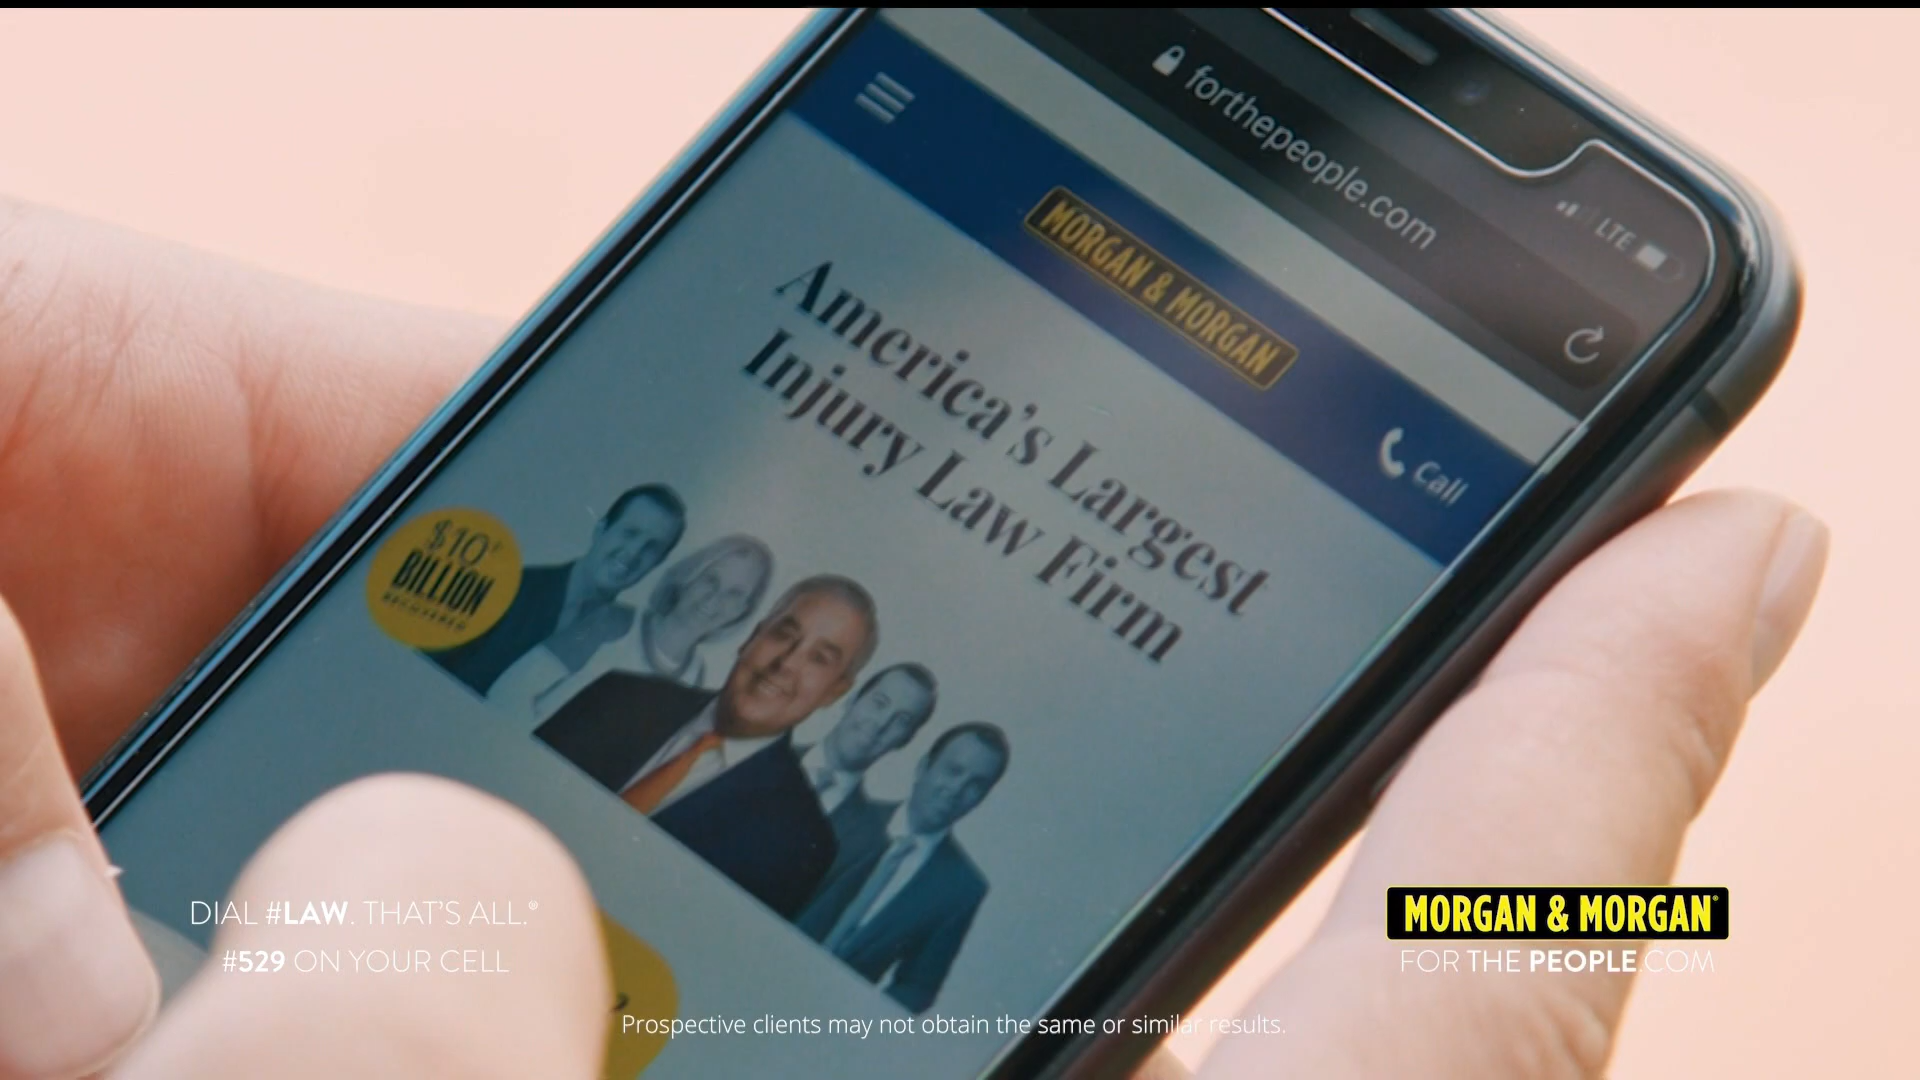 forthepeople.com
LTE
MORGAN & MORGAN
Call
America's Largest
Injury Law Firm
$10+
BILLION
RECOVERED
DIAL #LAW. THAT'S ALL.®
#529 ON YOUR CELL
MORGAN & MORGAN®
FOR THE PEOPLE.COM
Prospective clients may not obtain the same or similar results.